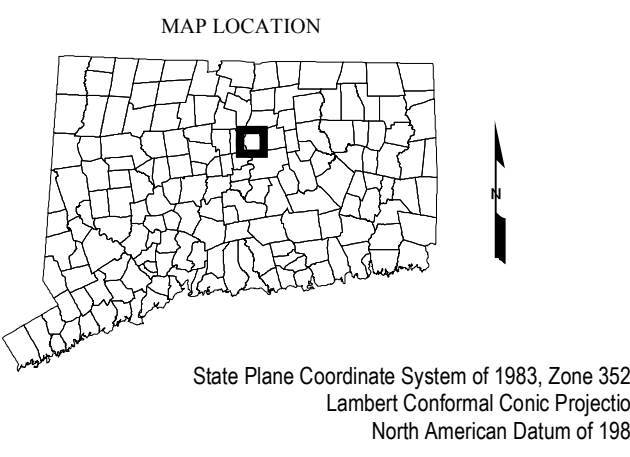 MAP LOCATION
N
State Plane Coordinate System of 1983, Zone 352
Lambert Conformal Conic Projectio
North American Datum of 198